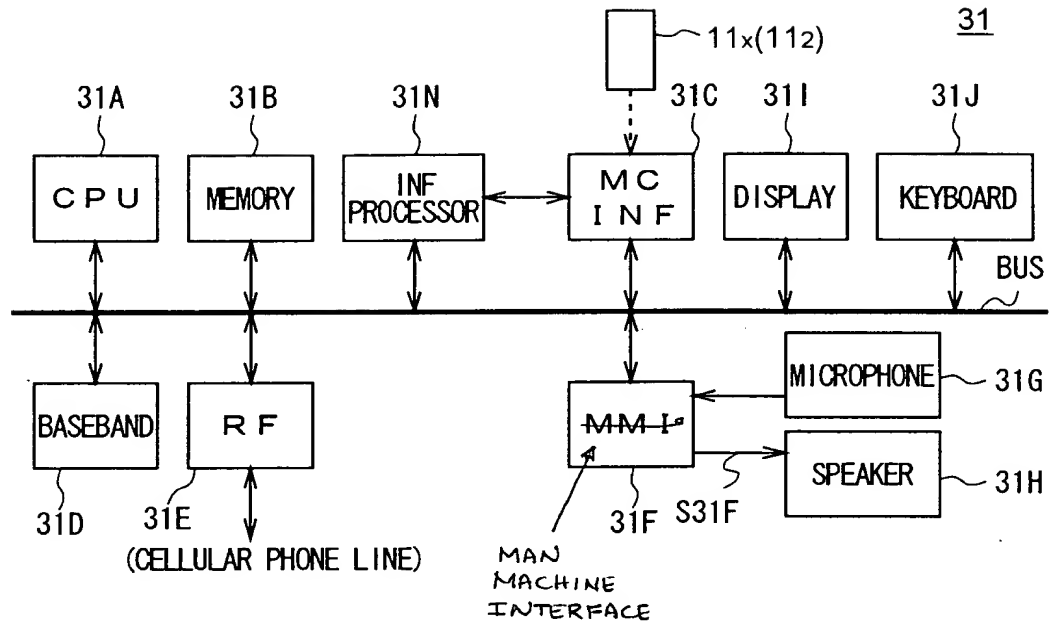 31
11x(112)
31A
31B
31N
31C
31I
31J
CPU
MEMORY
INF
PROCESSOR
MC
INF
DISPLAY
KEYBOARD
BUS
BASEBAND
RF
MMI
MICROPHONE
31G
SPEAKER
31H
31D
31E
31F
S31F
(CELLULAR PHONE LINE)
MAN
MACHINE
INTERFACE